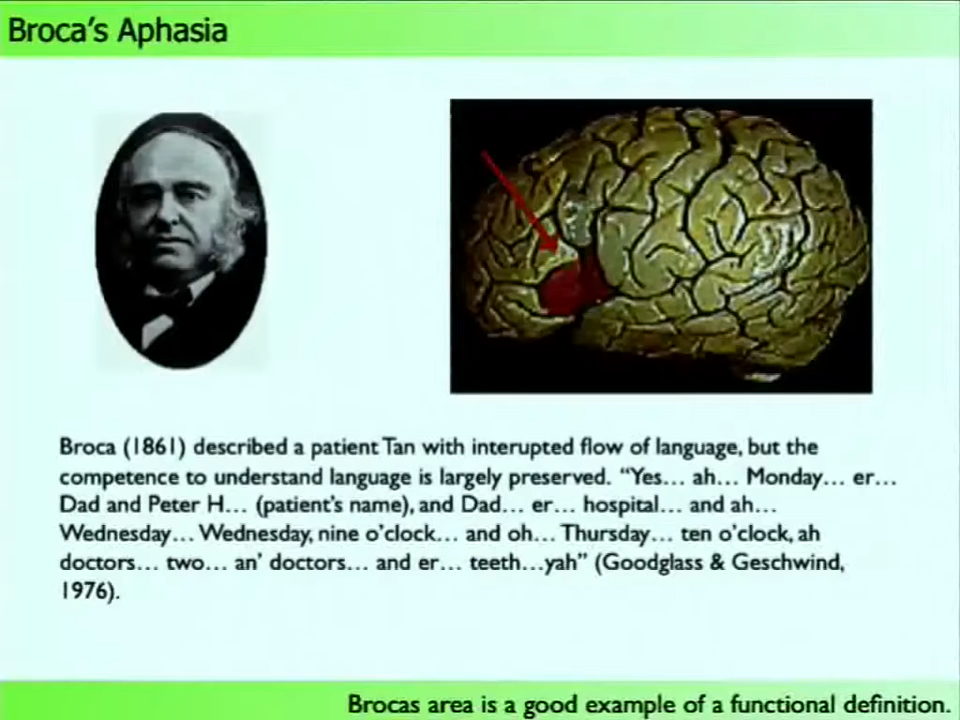 Broca's Aphasia
Broca (1861) described a patient Tan with interupted flow of language, but the
competence to understand language is largely preserved. "Yes... ah... Monday... er...
Dad and Peter H... (patient's name), and Dad... er... hospital... and ah...
Wednesday... Wednesday, nine o'clock... and oh... Thursday... ten o'clock, ah
doctors... two... an' doctors... and er... teeth...yah" (Goodglass & Geschwind,
1976).
Brocas area is a good example of a functional definition.